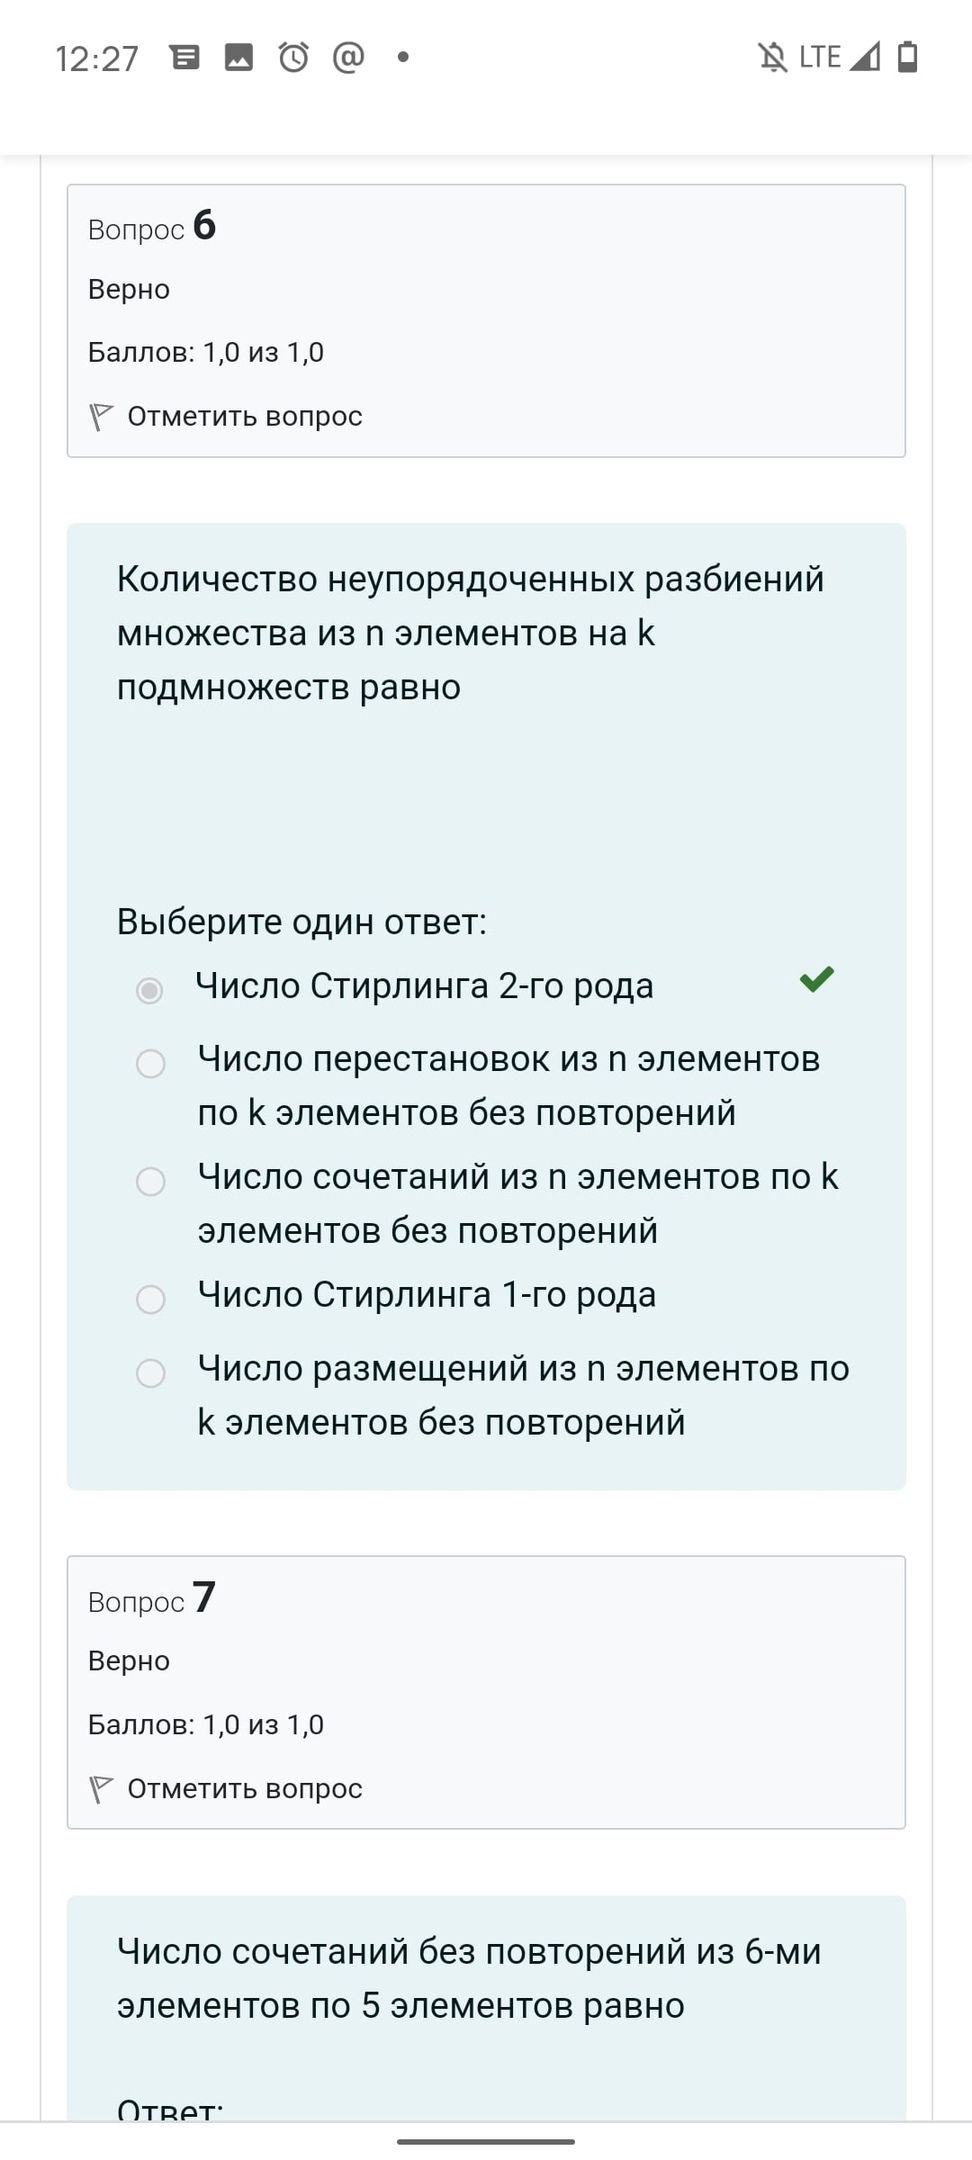 12:27 @ LTE
Вопрос 6
Верно
Баллов: 1,0 из 1,0
Отметить вопрос
Количество неупорядоченных разбиений
множества из n элементов на k
подмножеств равно
Выберите один ответ:
Число Стирлинга 2-го рода
Число перестановок из n элементов
по k элементов без повторений
Число сочетаний из n элементов по k
элементов без повторений
Число Стирлинга 1-го рода
Число размещений из n элементов по
k элементов без повторений
Вопрос 7
Верно
Баллов: 1,0 из 1,0
Отметить вопрос
Число сочетаний без повторений из 6-ми
элементов по 5 элементов равно
Ответ: